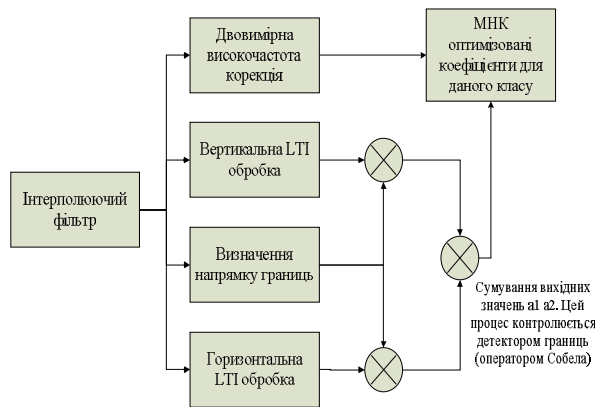 Двовимірна
високочастота
корекція
МНК
оптимізовані
коефіцієнти для
даного класу
Вертикальна LTI
обробка
Інтерполюючий
фільтр
Визначення
напрямку границь
Сумування вихідних
значень a1 a2. Цей
процес контролюється
детектором границь
(оператором Собела)
Горизонтальна
LTI обробка